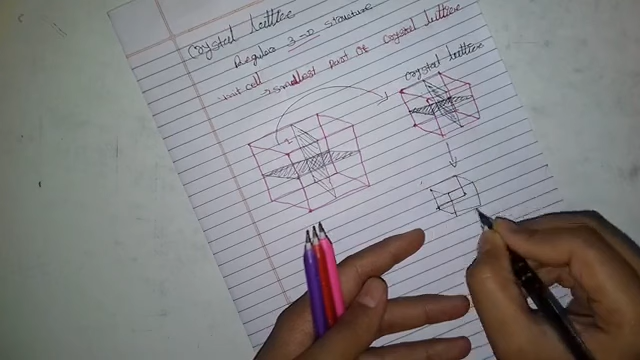 Crystal lattice
Regular 3-D structure
unit cell
→ smallest part of crystal lattice
Crystal lattice